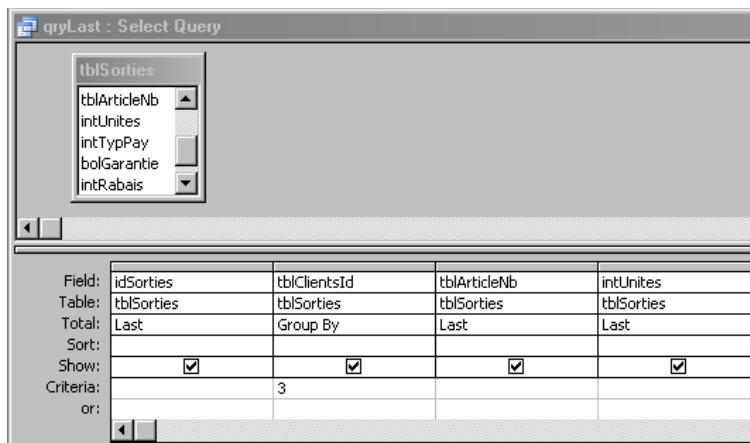 qryLast : Select Query
tblSorties
tblArticleNb
intUnites
intTypPay
bolGarantie
intRabais
Field: idSorties tblClientsId tblArticleNb intUnites
Table: tblSorties tblSorties tblSorties tblSorties
Total: Last Group By Last Last
Sort:
Show:
Criteria: 3
or: